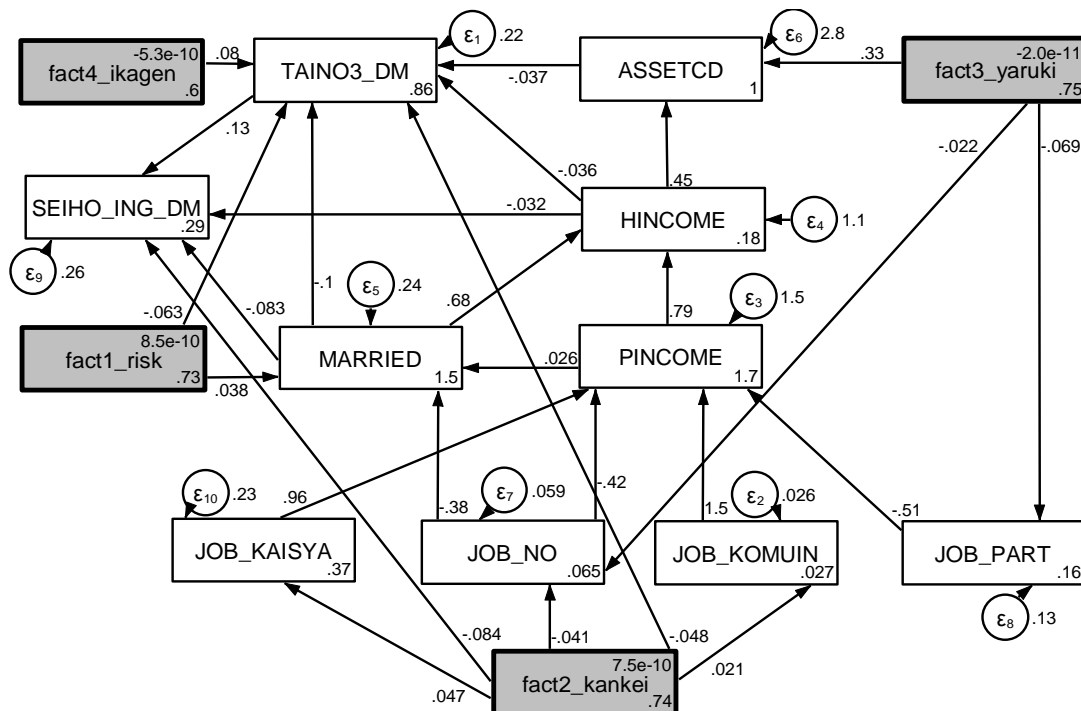 -5.3e-10
fact4_ikagen
.6
.08
ε1
.22
TAINO3_DM
.86
-.037
ε6
2.8
ASSETCD
1
.33
-2.0e-11
fact3_yaruki
.75
.13
-.036
.45
-.022
-.069
SEIHO_ING_DM
.29
-.032
HINCOME
.18
ε4
1.1
ε9
.26
-.063
-.083
-.1
ε5
.24
.68
.79
ε3
1.5
8.5e-10
fact1_risk
.73
.038
MARRIED
1.5
.026
PINCOME
1.7
ε10
.23
.96
-.38
ε7
.059
-.42
1.5
ε2
.026
-.51
JOB_KAISYA
.37
JOB_NO
.065
JOB_KOMUIN
.027
JOB_PART
.16
ε8
.13
-.084
-.041
-.048
.021
.047
7.5e-10
fact2_kankei
.74